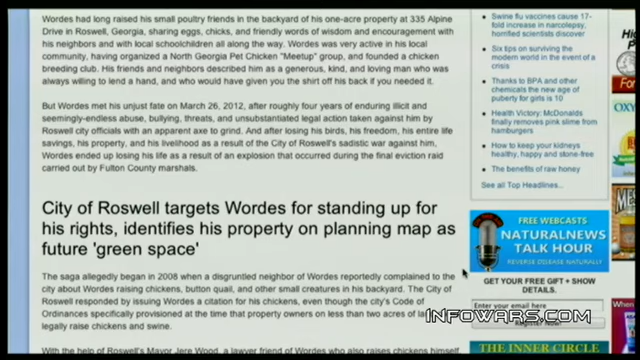 Wordes had long raised his small poultry friends in the backyard of his one-acre property at 335 Alpine
Drive in Roswell, Georgia, sharing eggs, chicks, and friendly words of wisdom and encouragement with
his neighbors and with local schoolchildren all along the way. Wordes was very active in his local
community, having organized a North Georgia Pet Chicken "Meetup" group, and founded a chicken
breeding club. His friends and neighbors described him as a generous, kind, and loving man who was
always willing to lend a hand, and who would have given you the shirt off his back if you needed it.
But Wordes met his unjust fate on March 26, 2012, after roughly four years of enduring illicit and
seemingly-endless abuse, bullying, threats, and unsubstantiated legal action taken against him by
Roswell city officials with an apparent axe to grind. And after losing his birds, his freedom, his entire life
savings, his property, and his livelihood as a result of the City of Roswell's sadistic war against him,
Wordes ended up losing his life as a result of an explosion that occurred during the final eviction raid
carried out by Fulton County marshals.
City of Roswell targets Wordes for standing up for
his rights, identifies his property on planning map as
future 'green space'
The saga allegedly began in 2008 when a disgruntled neighbor of Wordes reportedly complained to the
city about Wordes raising chickens, button quail, and other small creatures in his backyard. The City of
Roswell responded by issuing Wordes a citation for his chickens, even though the city's Code of
Ordinances specifically provisioned at the time that property owners on less than two acres of
legally raise chickens and swine.
With the help of Roswell's Mayor Jere Wood, a lawyer friend of Wordes who also raises chickens himself
Swine flu vaccines cause 17-
fold increase in narcolepsy,
horrified scientists discover
Six tips on surviving the
modern world in the event of a
crisis
Thanks to BPA and other
chemicals the new age of
puberty for girls is 10
Health Victory: McDonalds
finally removes pink slime from
hamburgers
How to keep your kidneys
healthy, happy and stone-free
The benefits of raw honey
See all Top Headlines...
FREE WEBCASTS
NATURALNEWS
TALK HOUR
REVERSE DISEASE NATURALLY
GET YOUR FREE GIFT + SHOW
DETAILS.
Enter your email here
Register Now!
INFOWARS.COM
THE INNER CIRCLE